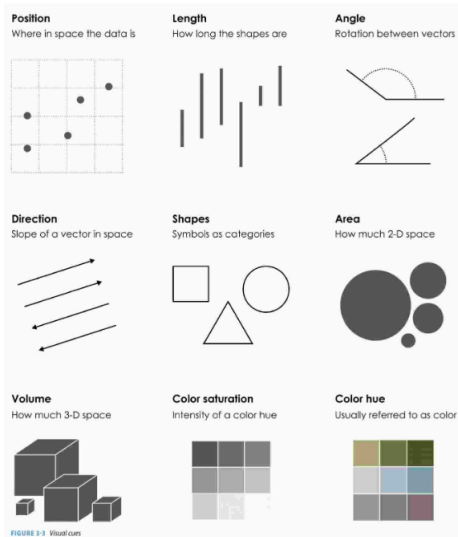 Position
Where in space the data is
Length
How long the shapes are
Angle
Rotation between vectors
Direction
Slope of a vector in space
Shapes
Symbols as categories
Area
How much 2-D space
Volume
How much 3-D space
Color saturation
Intensity of a color hue
Color hue
Usually referred to as color
FIGURE 3-3 Visual cues